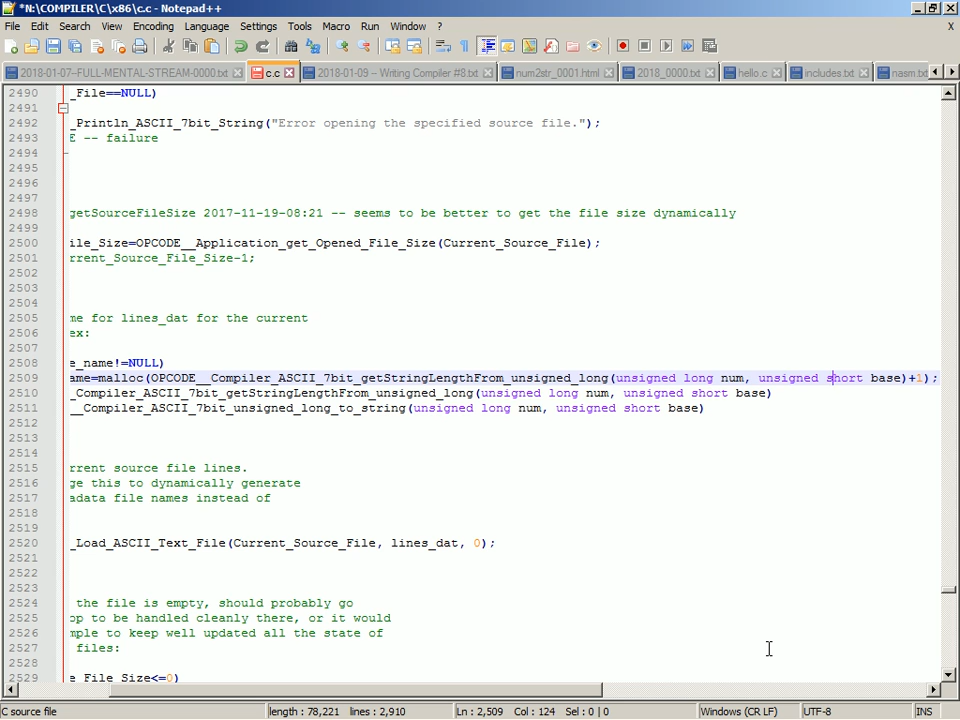 *N:\COMPILER\C\x86\c.c - Notepad++
File Edit Search View Encoding Language Settings Tools Macro Run Window ? X
2018-01-07-FULL-MENTAL-STREAM-0000.txt c.c 2018-01-09 – Writing Compiler #8.txt num2str_0001.html 2018_0000.txt hello.c includes.txt nasm.txt
2490 _File==NULL)
2491
2492 _Println_ASCII_7bit_String("Error opening the specified source file.");
2493 E -- failure
2494
2495
2496
2497
2498 getSourceFileSize 2017-11-19-08:21 -- seems to be better to get the file size dynamically
2499
2500 ile_Size=OPCODE__Application_get_Opened_File_Size(Current_Source_File);
2501 rrent_Source_File_Size-1;
2502
2503
2504
2505 me for lines_dat for the current
2506 ex:
2507
2508 e_name!=NULL)
2509 ame=malloc(OPCODE__Compiler_ASCII_7bit_getStringLengthFrom_unsigned_long(unsigned long num, unsigned short base)+1);
2510 _Compiler_ASCII_7bit_getStringLengthFrom_unsigned_long(unsigned long num, unsigned short base)
2511 __Compiler_ASCII_7bit_unsigned_long_to_string(unsigned long num, unsigned short base)
2512
2513
2514
2515 rrent source file lines.
2516 ge this to dynamically generate
2517 adata file names instead of
2518
2519
2520 _Load_ASCII_Text_File(Current_Source_File, lines_dat, 0);
2521
2522
2523
2524 the file is empty, should probably go
2525 op to be handled cleanly there, or it would
2526 mple to keep well updated all the state of
2527 files:
2528
2529 e_File_Size<=0)
C source file length : 78,221 lines : 2,910 Ln : 2,509 Col : 124 Sel : 0 | 0 Windows (CR LF) UTF-8 INS